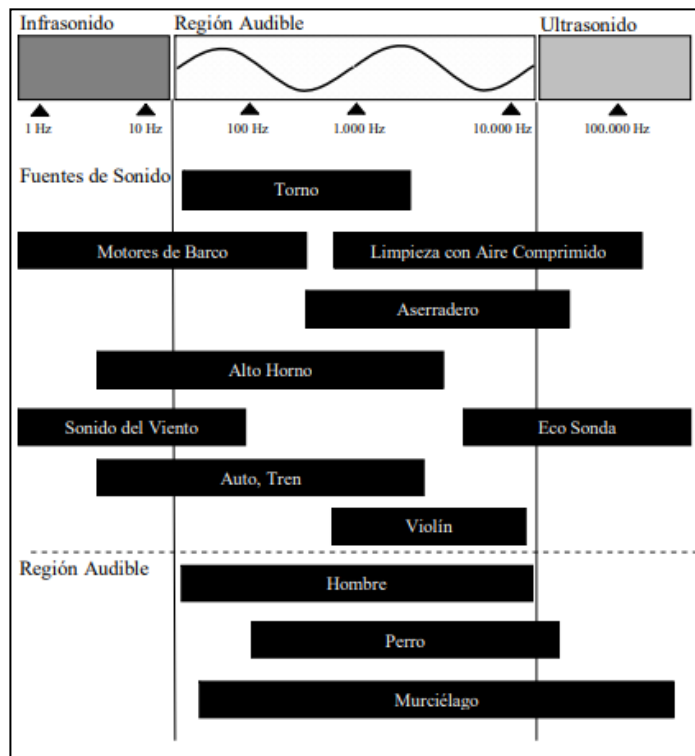 Infrasonido
Región Audible
Ultrasonido
1 Hz
10 Hz
100 Hz
1.000 Hz
10.000 Hz
100.000 Hz
Fuentes de Sonido
Torno
Motores de Barco
Limpieza con Aire Comprimido
Aserradero
Alto Horno
Sonido del Viento
Eco Sonda
Auto, Tren
Violín
Región Audible
Hombre
Perro
Murciélago